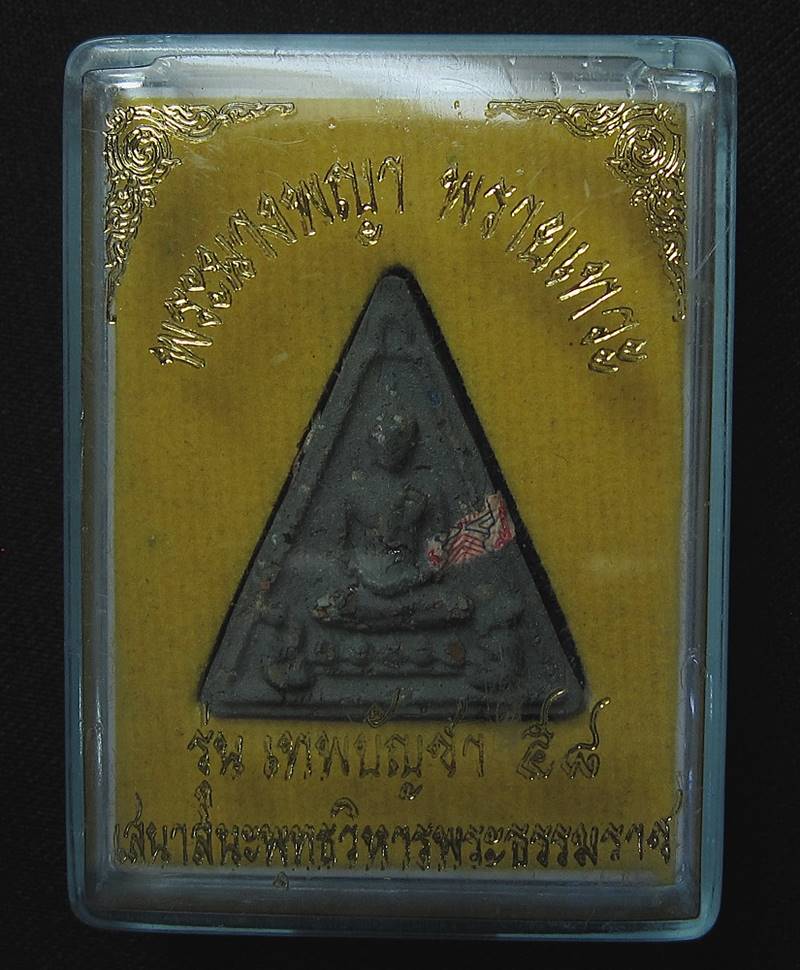 พระนางพญา พรายเทวะ
รุ่น เทพบัญชา ๕๘
เสนาสนะพุทธวิหารพระธรรมราช